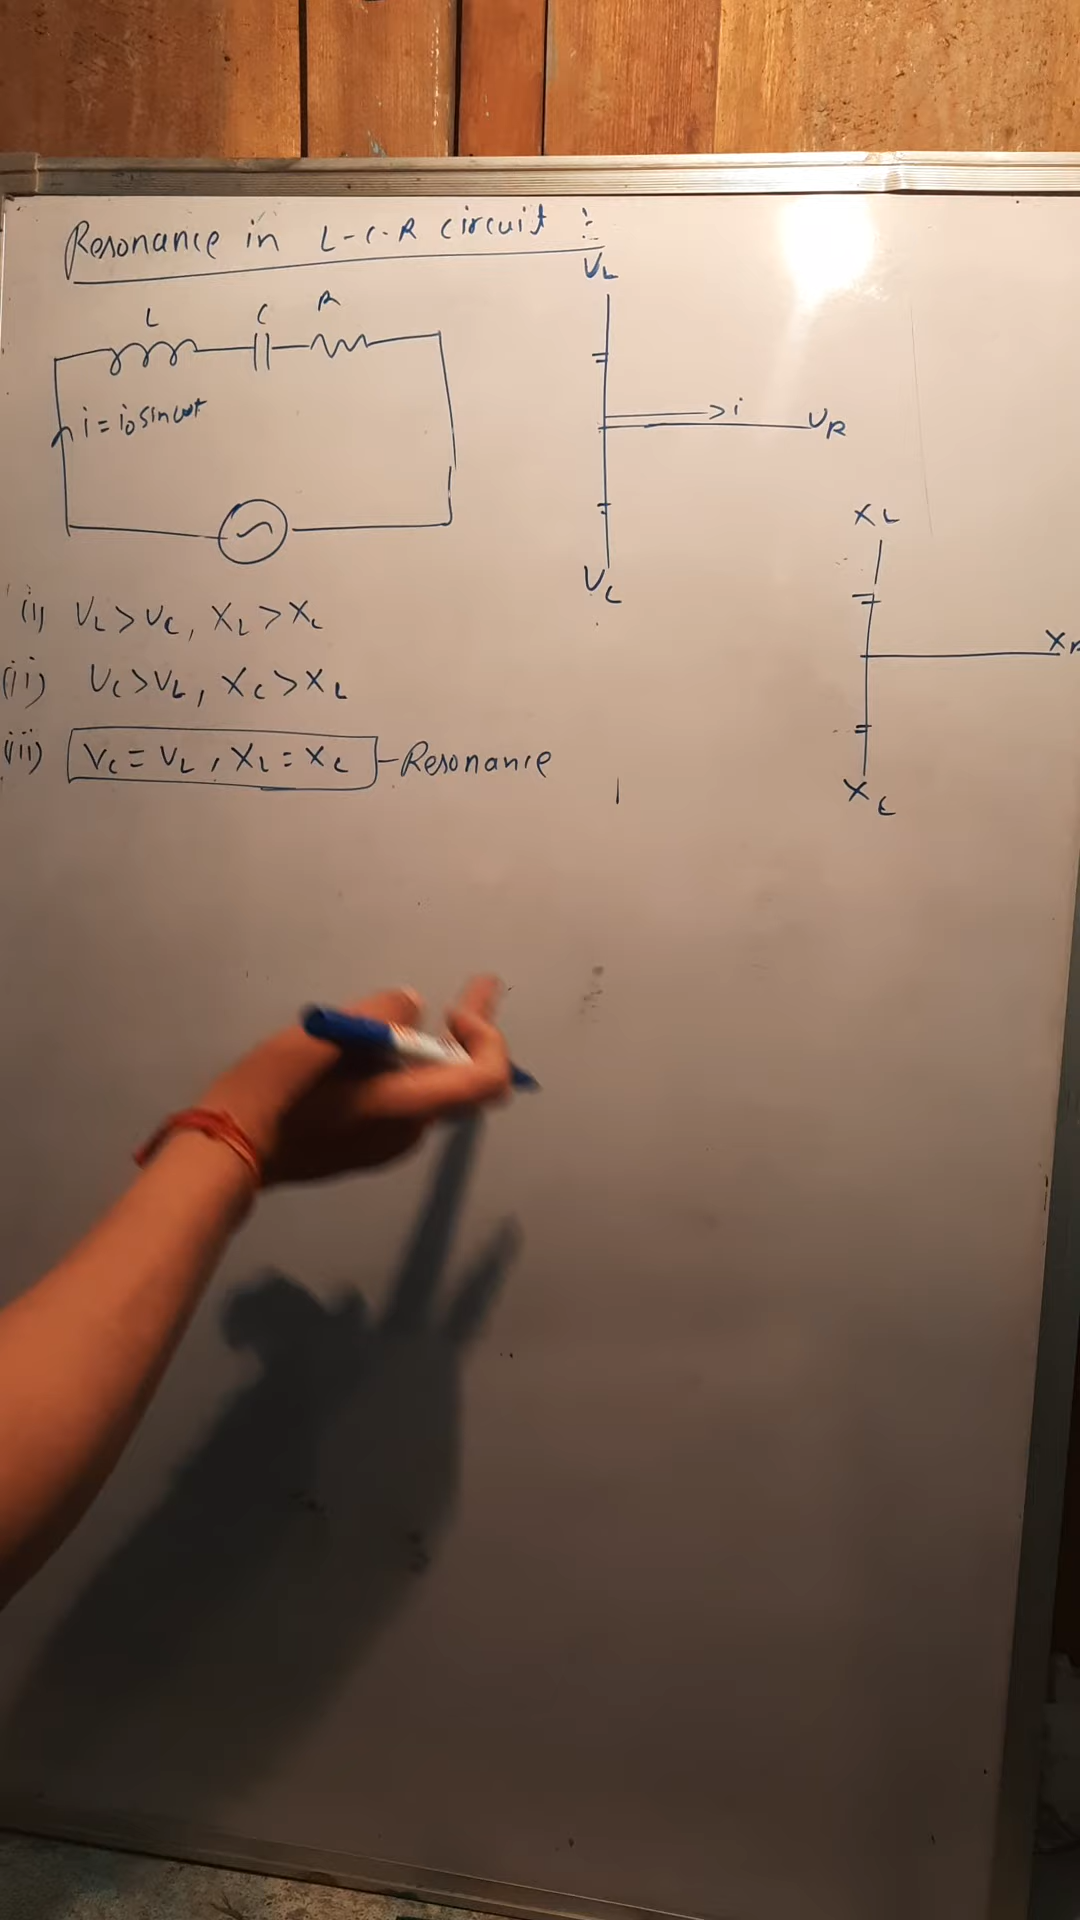 Resonance in L-C-R circuit :-
L C R
i = i₀ sin ωt
V_L
i
V_R
V_C
X_L
X_R
X_C
(i) V_L > V_C, X_L > X_C
(ii) V_C > V_L, X_C > X_L
(iii) V_C = V_L, X_L = X_C - Resonance